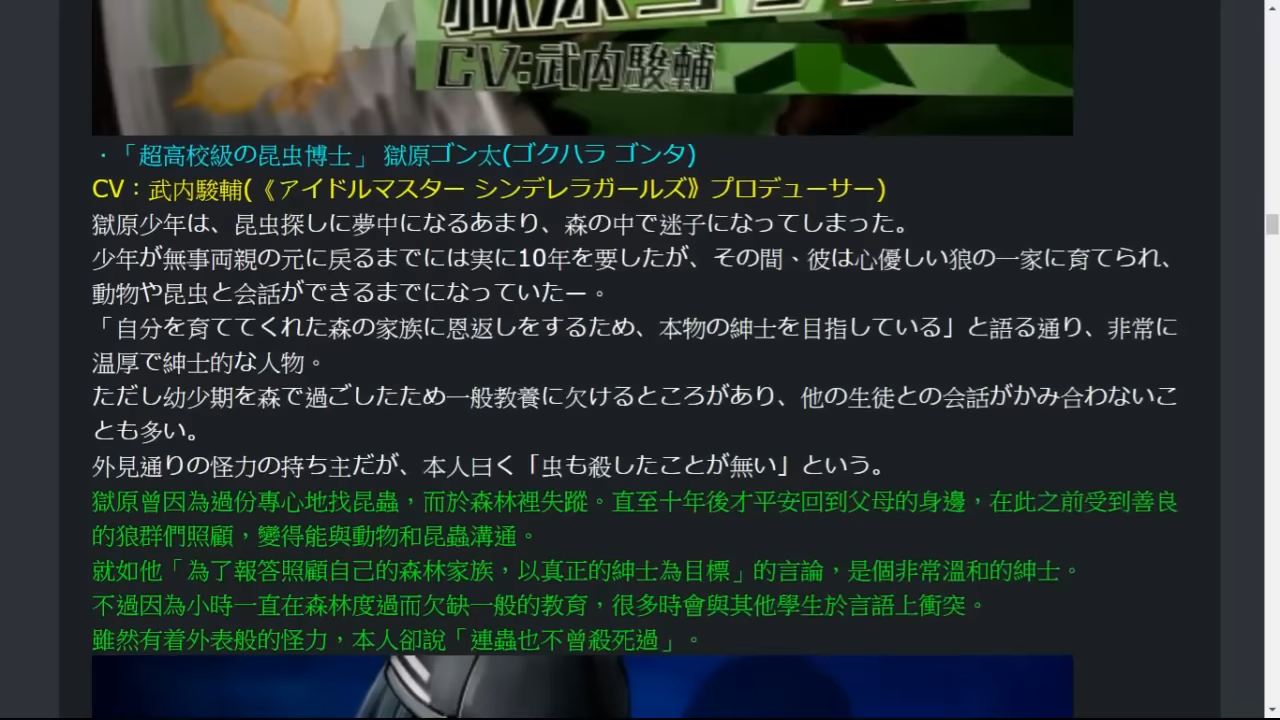 CV:武内駿輔
・「超高校級の昆虫博士」 獄原ゴン太(ゴクハラ ゴンタ)
CV：武内駿輔(《アイドルマスター シンデレラガールズ》プロデューサー)
獄原少年は、昆虫探しに夢中になるあまり、森の中で迷子になってしまった。
少年が無事両親の元に戻るまでには実に10年を要したが、その間、彼は心優しい狼の一家に育てられ、
動物や昆虫と会話ができるまでになっていたー。
「自分を育ててくれた森の家族に恩返しをするため、本物の紳士を目指している」と語る通り、非常に
温厚で紳士的な人物。
ただし幼少期を森で過ごしたため一般教養に欠けるところがあり、他の生徒との会話がかみ合わないこ
とも多い。
外見通りの怪力の持ち主だが、本人曰く「虫も殺したことが無い」という。
獄原曾因為過份專心地找昆蟲，而於森林裡失蹤。直至十年後才平安回到父母的身邊，在此之前受到善良
的狼群們照顧，變得能與動物和昆蟲溝通。
就如他「為了報答照顧自己的森林家族，以真正的紳士為目標」的言論，是個非常溫和的紳士。
不過因為小時一直在森林度過而欠缺一般的教育，很多時會與其他學生於言語上衝突。
雖然有着外表般的怪力，本人卻說「連蟲也不曾殺死過」。